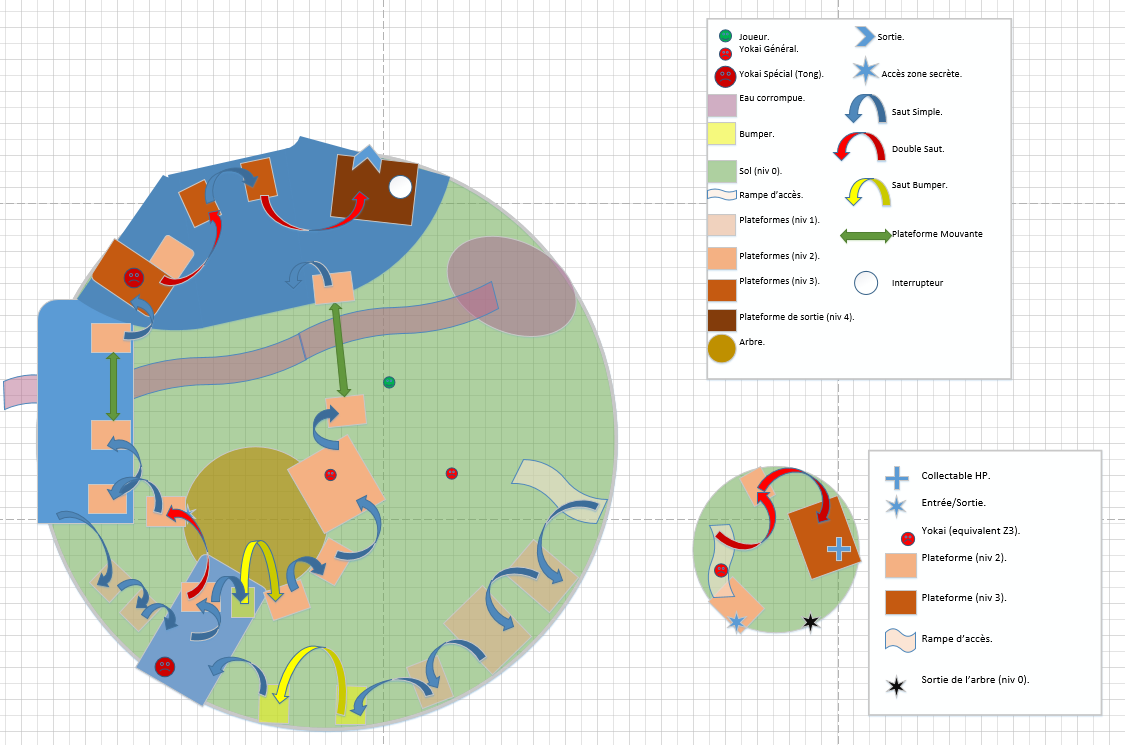 Joueur.
Yokai Général.
Yokai Spécial (Tong).
Eau corrompue.
Bumper.
Sol (niv 0).
Rampe d'accès.
Plateformes (niv 1).
Plateformes (niv 2).
Plateformes (niv 3).
Plateforme de sortie (niv 4).
Arbre.
Sortie.
Accès zone secrète.
Saut Simple.
Double Saut.
Saut Bumper.
Plateforme Mouvante
Interrupteur
Collectable HP.
Entrée/Sortie.
Yokai (equivalent Z3).
Plateforme (niv 2).
Plateforme (niv 3).
Rampe d'accès.
Sortie de l'arbre (niv 0).